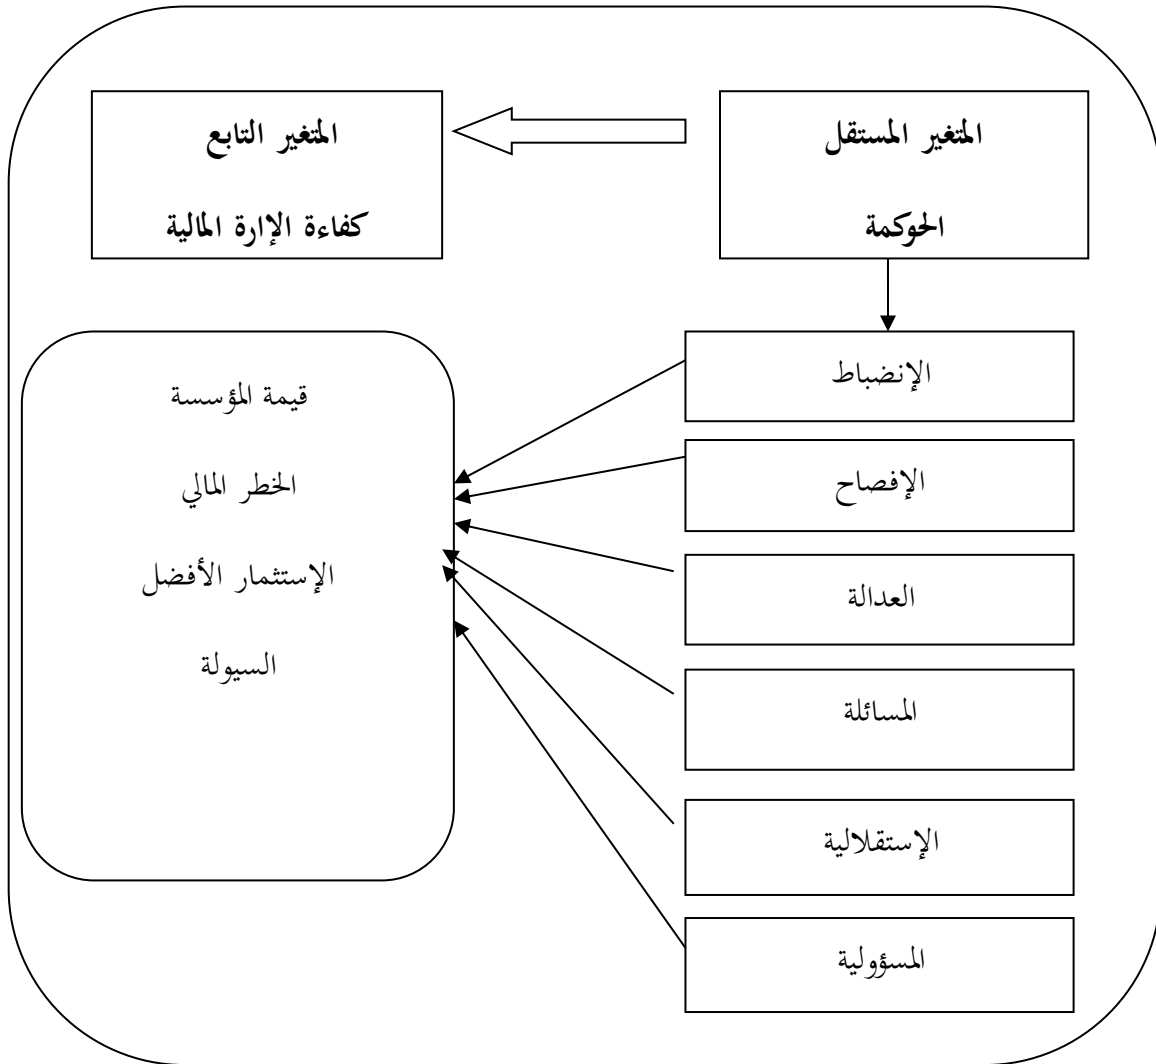 المتغير المستقل
الحوكمة
المتغير التابع
كفاءة الإارة المالية
الإنضباط
الإفصاح
العدالة
المسائلة
الإستقلالية
المسؤولية
قيمة المؤسسة
الخطر المالي
الإستثمار الأفضل
السيولة